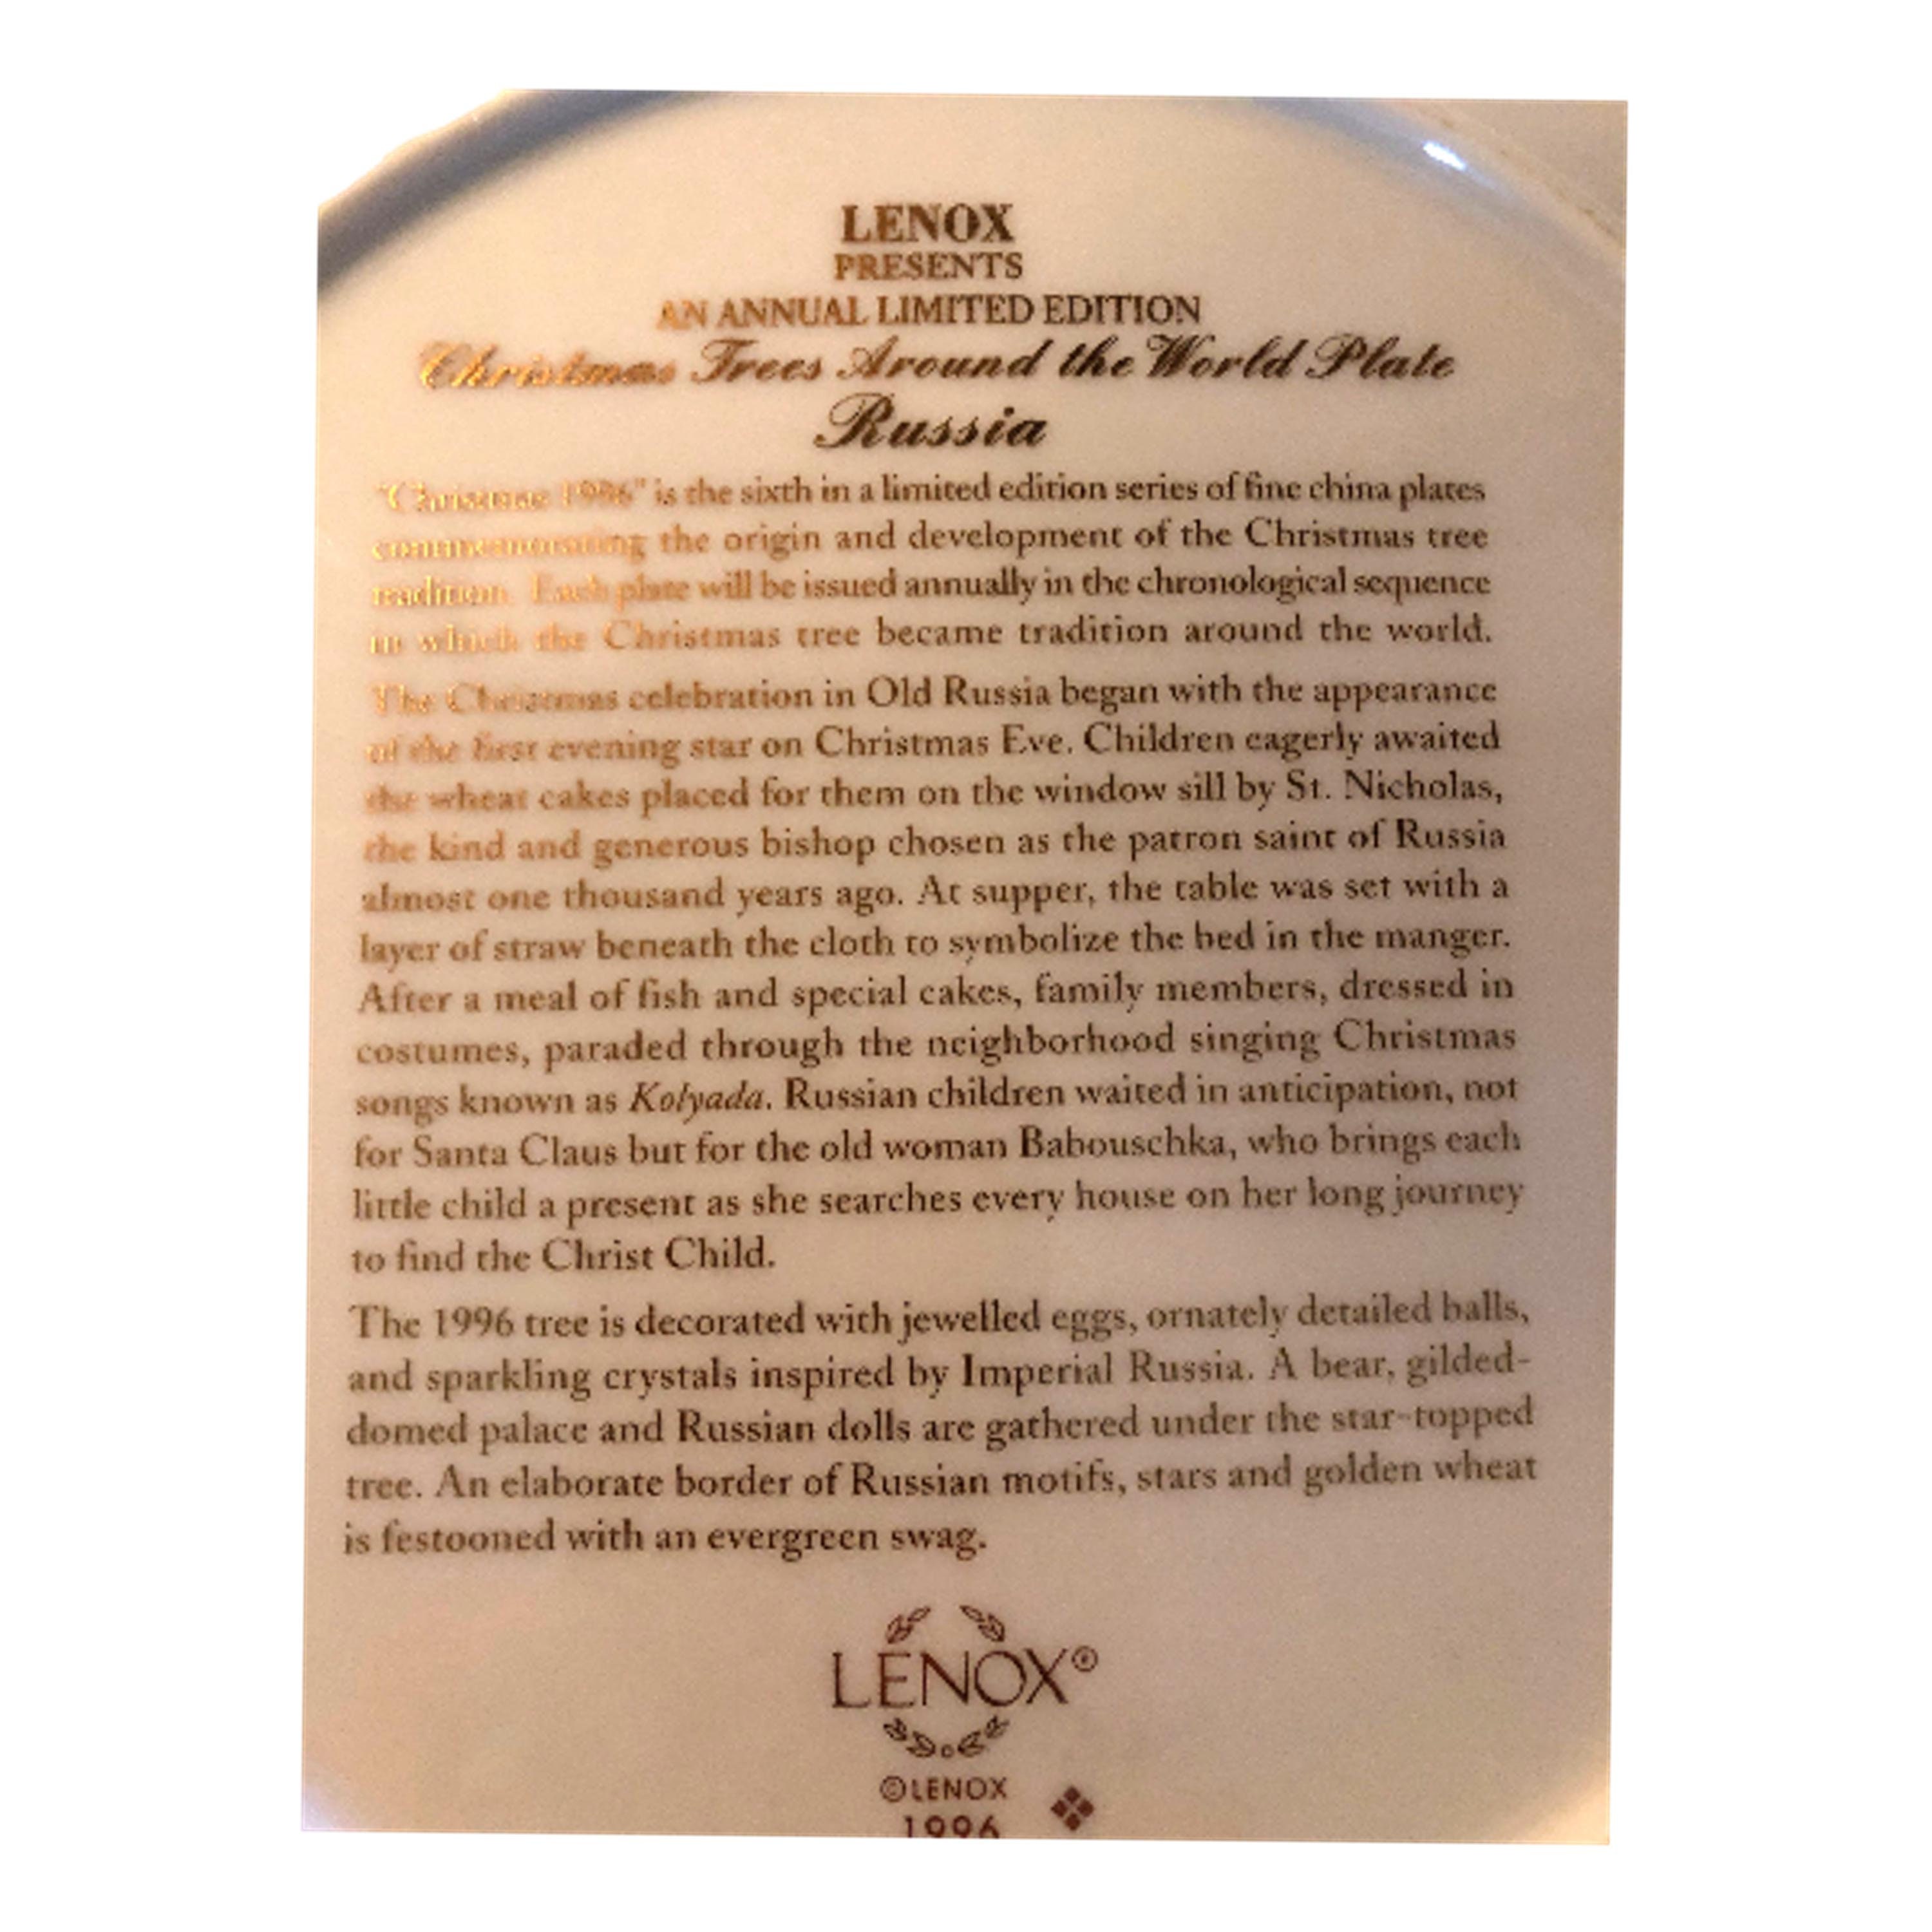 LENOX
PRESENTS
AN ANNUAL LIMITED EDITION
Christmas Trees Around the World Plate
Russia
"Christmas 1996" is the sixth in a limited edition series of fine china plates
commemorating the origin and development of the Christmas tree
tradition. Each plate will be issued annually in the chronological sequence
in which the Christmas tree became tradition around the world.
The Christmas celebration in Old Russia began with the appearance
of the first evening star on Christmas Eve. Children eagerly awaited
the wheat cakes placed for them on the window sill by St. Nicholas,
the kind and generous bishop chosen as the patron saint of Russia
almost one thousand years ago. At supper, the table was set with a
layer of straw beneath the cloth to symbolize the bed in the manger.
After a meal of fish and special cakes, family members, dressed in
costumes, paraded through the neighborhood singing Christmas
songs known as Kolyada. Russian children waited in anticipation, not
for Santa Claus but for the old woman Babouschka, who brings each
little child a present as she searches every house on her long journey
to find the Christ Child.
The 1996 tree is decorated with jewelled eggs, ornately detailed balls,
and sparkling crystals inspired by Imperial Russia. A bear, gilded-
domed palace and Russian dolls are gathered under the star-topped
tree. An elaborate border of Russian motifs, stars and golden wheat
is festooned with an evergreen swag.
LENOX®
©LENOX
1996